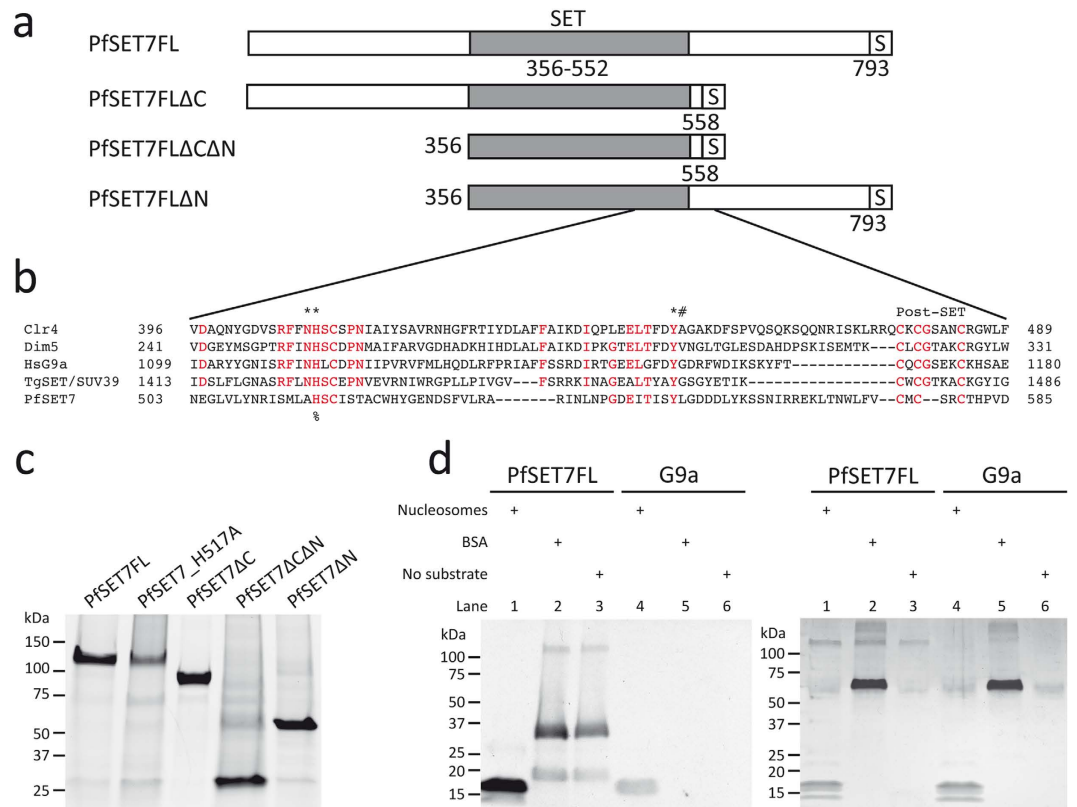 a
SET
PfSET7FL S
356-552 793
PfSET7FLΔC S
558
PfSET7FLΔCΔN 356 S
558
PfSET7FLΔN 356 S
793
b
** *# Post-SET
Clr4 396 VDAQNYGDVSRFFNHSCSPNIAIYSAVRNHGFRTIYDLAFFAIKDIQPLEELTFDYAGAKDFSPVQSQKSQQNRISKLRRQCKCGSANCRGWLF 489
Dim5 241 VDGEYMSGPTRFINHSCDPNMAIFARVGDHADKHIHDLALFAIKDIPKGTELTFDYVNGLTGLESDAHDPSKISEMTK---CLCGTAKCRGYLW 331
HsG9a 1099 IDARYYGNISRFINHLCDPNIIPVRVFMLHQDLRFPRIAFFSSRDIRTGEELGFDYGDRFWDIKSKYFT------------CQCGSEKCKHSAE 1180
TgSET/SUV39 1413 IDSLFLGNASRFLNHSCEPNVEVRNIWRGPLLPIVGV---FSRRKINAGEALTYAYGSGYETIK-----------------CWCGTKACKGYIG 1486
PfSET7 503 NEGLVLYNRISMLAHSCISTACWHYGENDSFVLRA------RINLNPGDEITISYLGDDDLYKSSNIRREKLTNWLFV--CMC--SRCTHPVD 585
%
c
PfSET7FL PfSET7_H517A PfSET7ΔC PfSET7ΔCΔN PfSET7ΔN
kDa
150
100
75
50
37
25
d
PfSET7FL G9a PfSET7FL G9a
Nucleosomes + + + +
BSA + + + +
No substrate + + + +
Lane 1 2 3 4 5 6 1 2 3 4 5 6
kDa
100
75
50
37
25
20
15
kDa
100
75
50
37
25
20
15